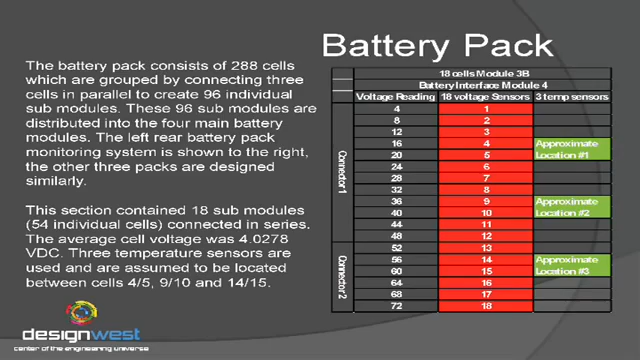 Battery Pack
The battery pack consists of 288 cells
which are grouped by connecting three
cells in parallel to create 96 individual
sub modules. These 96 sub modules are
distributed into the four main battery
modules. The left rear battery pack
monitoring system is shown to the right,
the other three packs are designed
similarly.
This section contained 18 sub modules
(54 individual cells) connected in series.
The average cell voltage was 4.0278
VDC. Three temperature sensors are
used and are assumed to be located
between cells 4/5, 9/10 and 14/15.
18 cells Module 3B
Battery Interface Module 4
Voltage Reading 18 voltage Sensors 3 temp sensors
Connector 1
4 1
8 2
12 3
16 4 Approximate
20 5 Location #1
24 6
28 7
32 8
36 9 Approximate
40 10 Location #2
44 11
48 12
Connector 2
52 13
56 14 Approximate
60 15 Location #3
64 16
68 17
72 18
designwest
center of the engineering universe